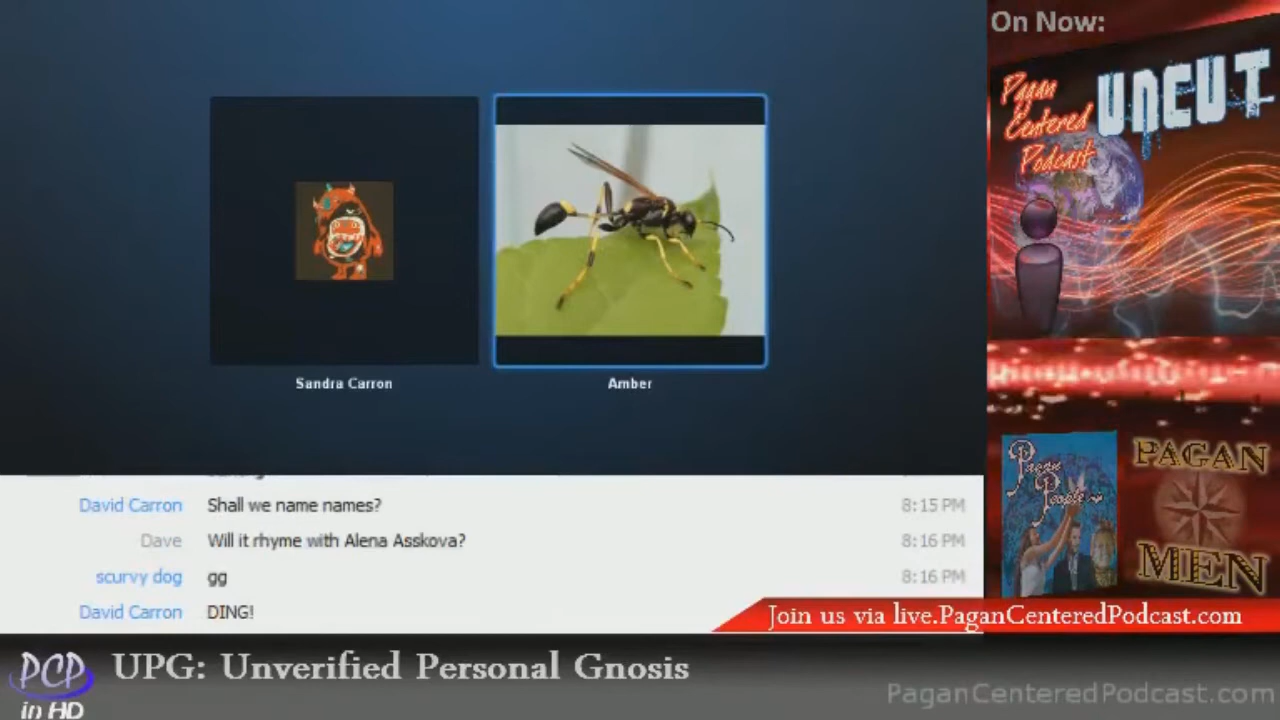 On Now:
Pagan
Centered
Podcast
UNCUT
Sandra Carron
Amber
David Carron Shall we name names? 8:15 PM
Dave Will it rhyme with Alena Asskova? 8:16 PM
scurvy dog gg 8:16 PM
David Carron DING!
Pagan
People
PAGAN
MEN
Join us via live.PaganCenteredPodcast.com
PCP
in HD
UPG: Unverified Personal Gnosis
PaganCenteredPodcast.com